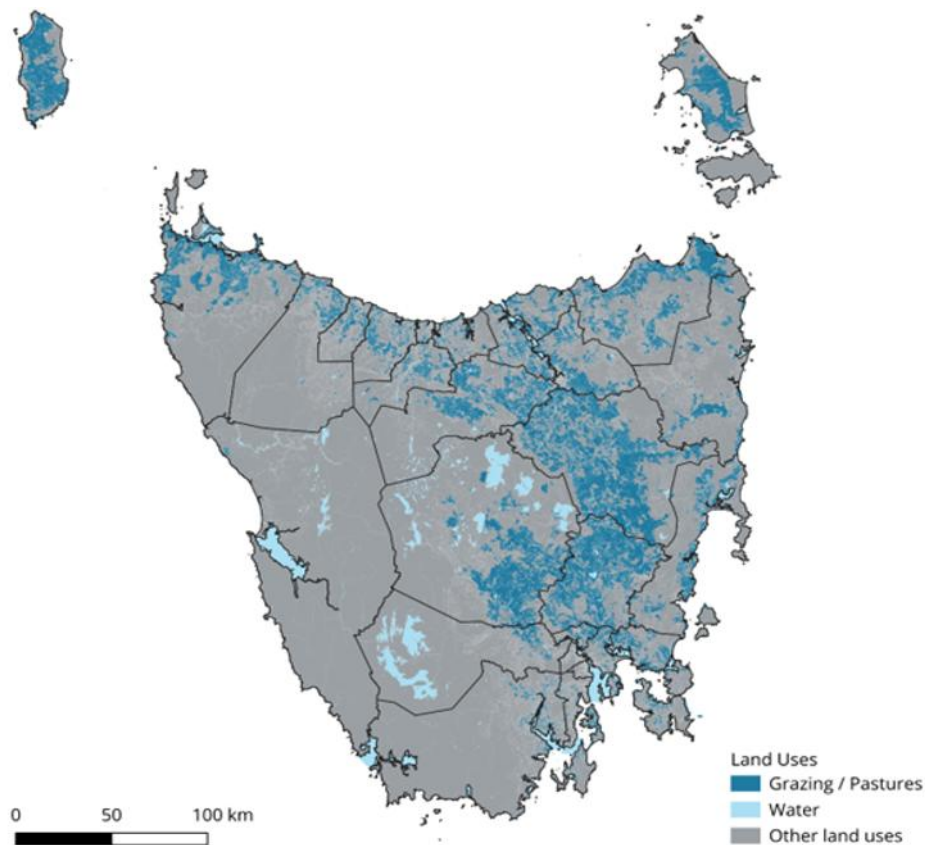 Land Uses
Grazing / Pastures
Water
Other land uses
0 50 100 km